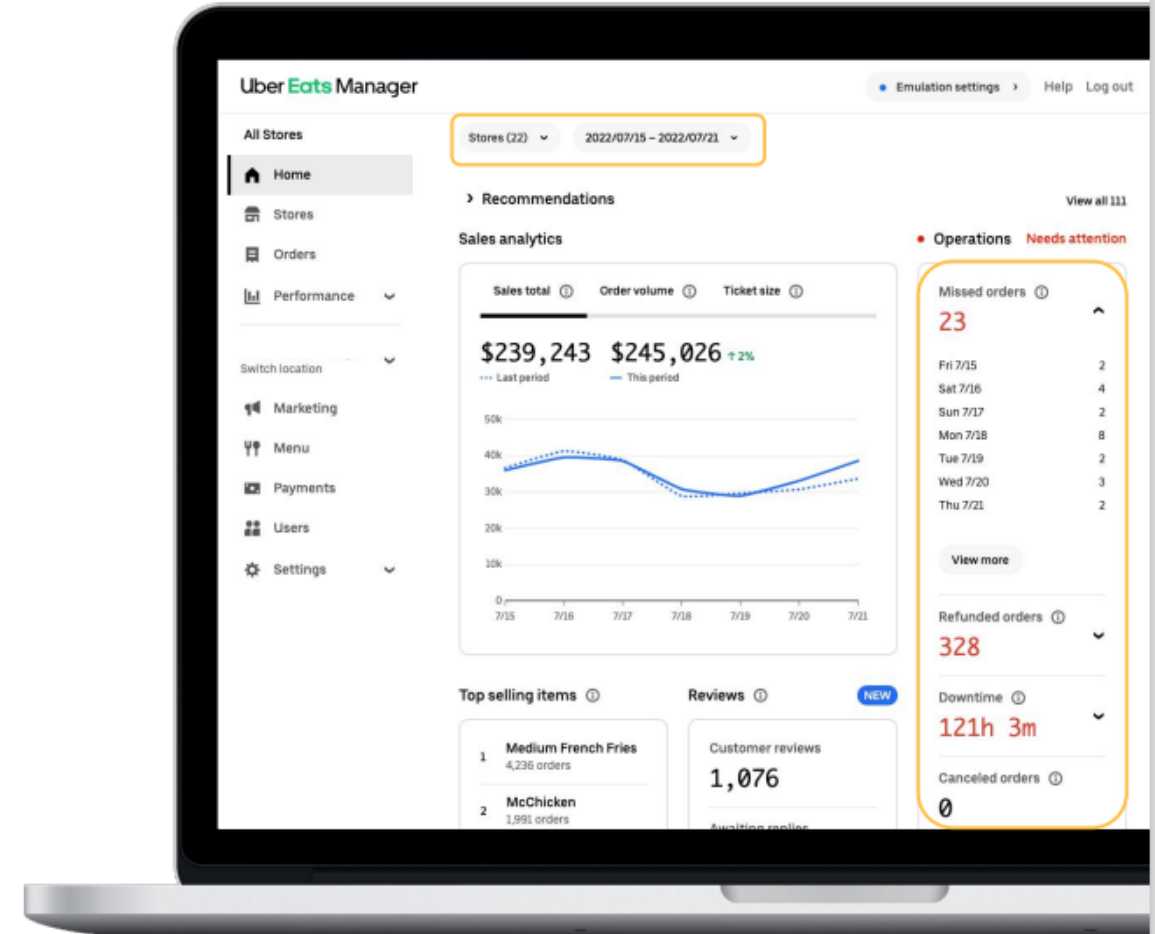 Uber Eats Manager
Emulation settings
Help
Log out
All Stores
Home
Stores
Orders
Performance
Switch location
Marketing
Menu
Payments
Users
Settings
Stores (22)
2022/07/15 – 2022/07/21
Recommendations
View all 111
Sales analytics
Sales total
Order volume
Ticket size
$239,243
Last period
$245,026 ↑ 2%
This period
50k
40k
30k
20k
10k
0
7/15 7/16 7/17 7/18 7/19 7/20 7/21
Top selling items
1 Medium French Fries
4,236 orders
2 McChicken
1,991 orders
Reviews
NEW
Customer reviews
1,076
Awaiting replies
Operations Needs attention
Missed orders
23
Fri 7/15 2
Sat 7/16 4
Sun 7/17 2
Mon 7/18 8
Tue 7/19 2
Wed 7/20 3
Thu 7/21 2
View more
Refunded orders
328
Downtime
121h 3m
Canceled orders
0